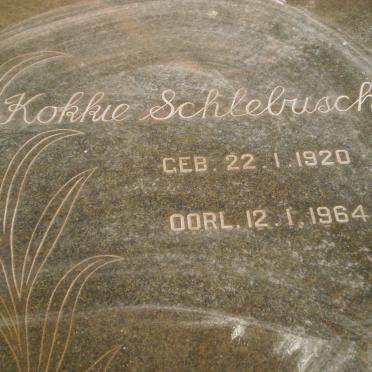 Kokkie Schlebusch
GEB. 22.1.1920
OORL. 12.1.1964